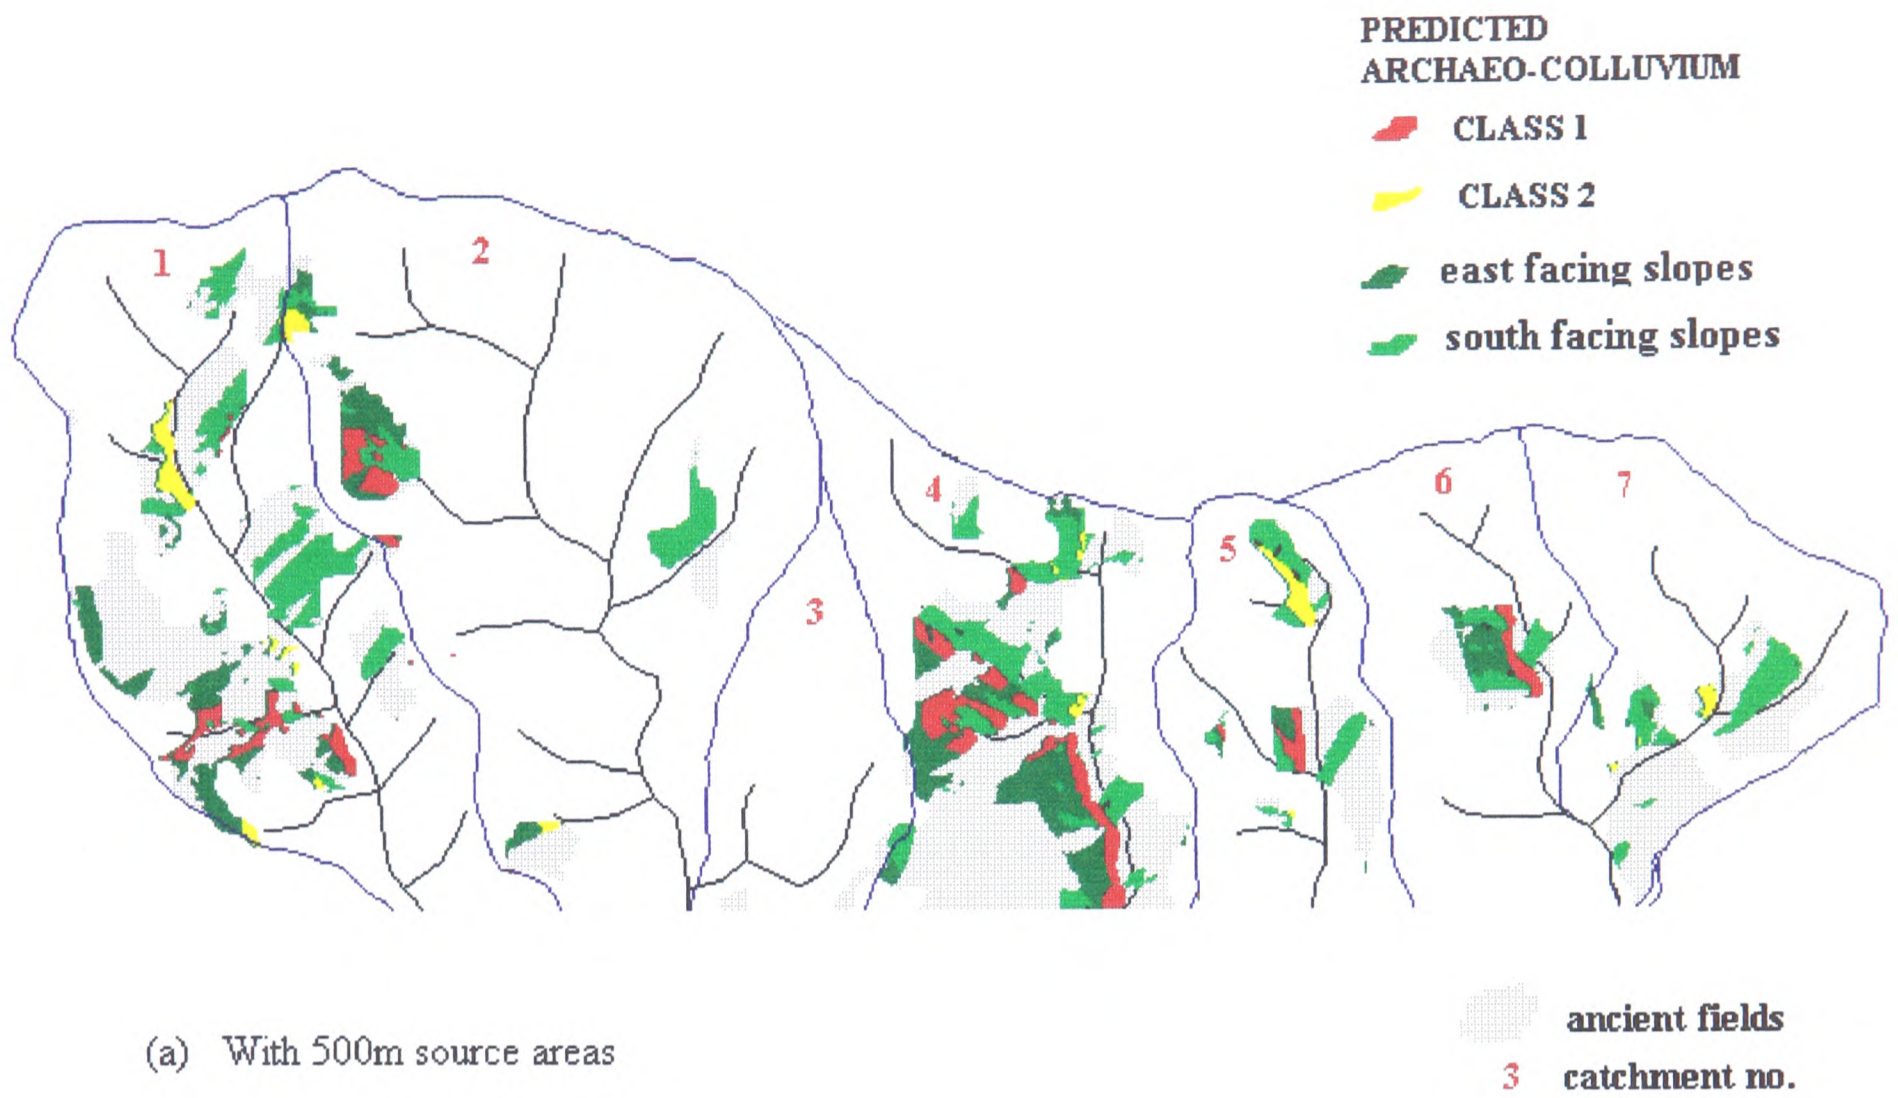 PREDICTED
ARCHAEO-COLLUVIUM
CLASS 1
CLASS 2
east facing slopes
south facing slopes
1
2
3
4
5
6
7
ancient fields
3 catchment no.
(a) With 500m source areas